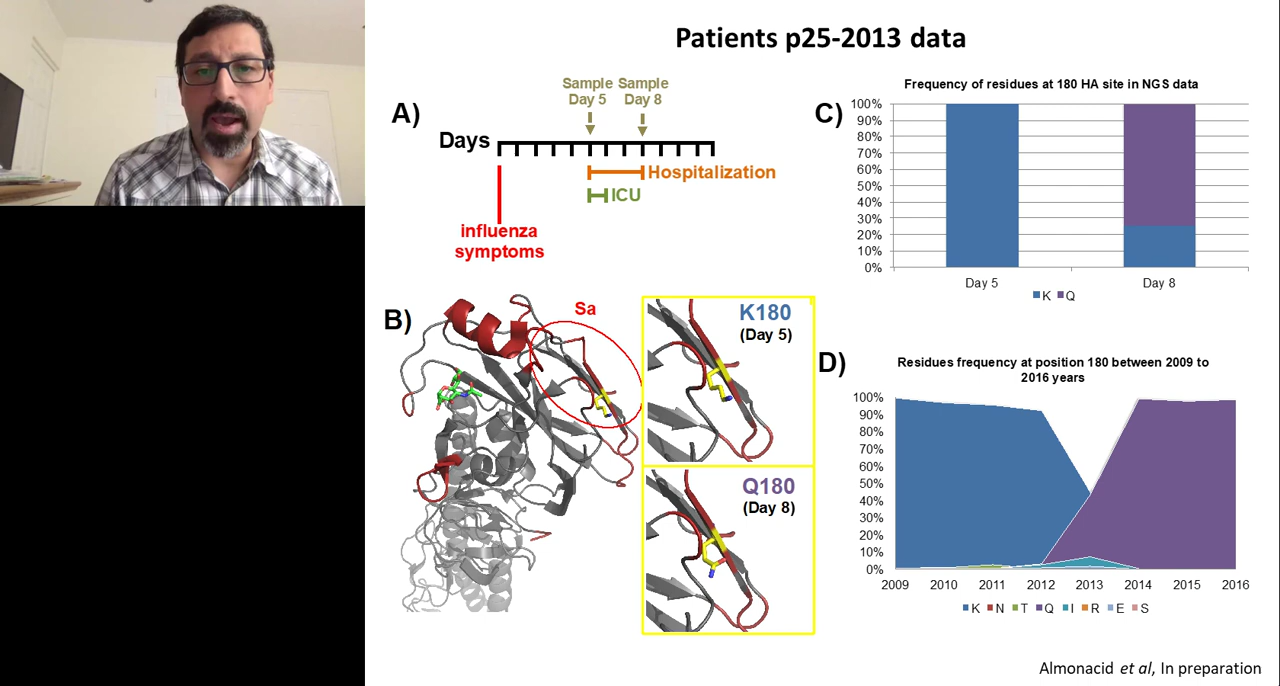 Patients p25-2013 data
A)
Sample
Day 5
Sample
Day 8
Days
Hospitalization
ICU
influenza
symptoms
B)
Sa
K180
(Day 5)
Q180
(Day 8)
C)
Frequency of residues at 180 HA site in NGS data
100%
90%
80%
70%
60%
50%
40%
30%
20%
10%
0%
Day 5
Day 8
K Q
D)
Residues frequency at position 180 between 2009 to
2016 years
100%
90%
80%
70%
60%
50%
40%
30%
20%
10%
0%
2009 2010 2011 2012 2013 2014 2015 2016
K N T Q I R E S
Almonacid et al, In preparation